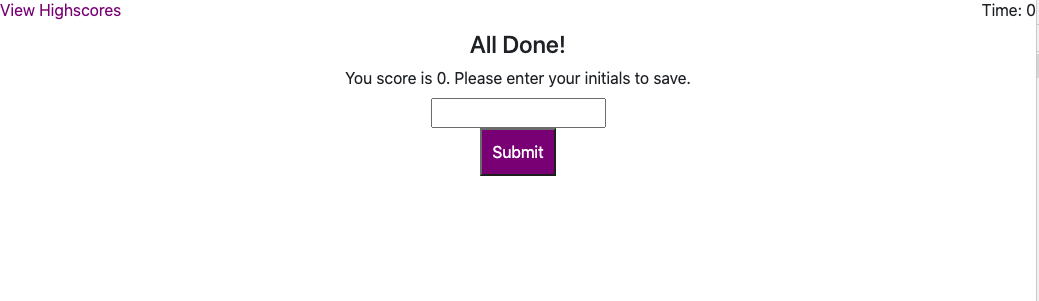 View Highscores
Time: 0
All Done!
You score is 0. Please enter your initials to save.
Submit